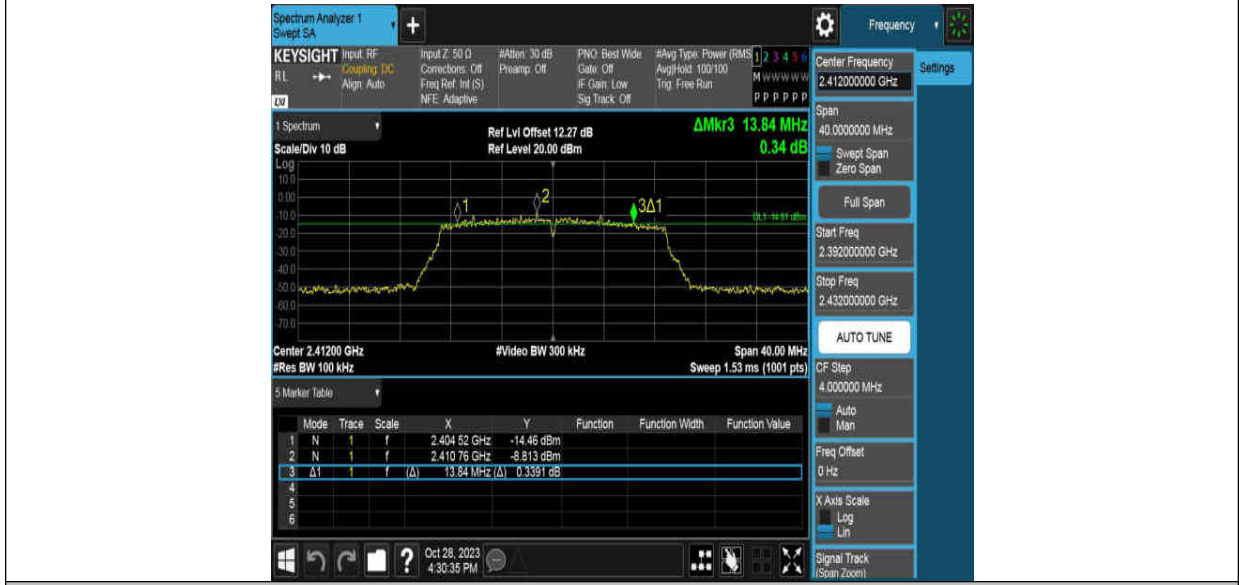 Spectrum Analyzer 1
Swept SA
+
Frequency
KEYSIGHT
RL
LXI
Input: RF
Coupling: DC
Align: Auto
Input Z: 50 Ω
Corrections: Off
Freq Ref: Int (S)
NFE: Adaptive
#Atten: 30 dB
Preamp: Off
PNO: Best Wide
Gate: Off
IF Gain: Low
Sig Track: Off
#Avg Type: Power (RMS
Avg|Hold: 100/100
Trig: Free Run
1 2 3 4 5 6
M W W W W W
P P P P P P
1 Spectrum
Scale/Div 10 dB
Ref Lvl Offset 12.27 dB
Ref Level 20.00 dBm
ΔMkr3 13.84 MHz
0.34 dB
Log
10.0
0.00
-10.0
-20.0
-30.0
-40.0
-50.0
-60.0
-70.0
1
2
3Δ1
DL1 -14.81 dBm
Center 2.41200 GHz
#Res BW 100 kHz
#Video BW 300 kHz
Span 40.00 MHz
Sweep 1.53 ms (1001 pts)
5 Marker Table
Mode Trace Scale X Y Function Function Width Function Value
1 N 1 f 2.404 52 GHz -14.46 dBm
2 N 1 f 2.410 76 GHz -8.813 dBm
3 Δ1 1 f (Δ) 13.84 MHz (Δ) 0.3391 dB
4
5
6
?
Oct 28, 2023
4:30:35 PM
Center Frequency
2.412000000 GHz
Settings
Span
40.0000000 MHz
Swept Span
Zero Span
Full Span
Start Freq
2.392000000 GHz
Stop Freq
2.432000000 GHz
AUTO TUNE
CF Step
4.000000 MHz
Auto
Man
Freq Offset
0 Hz
X Axis Scale
Log
Lin
Signal Track
(Span Zoom)